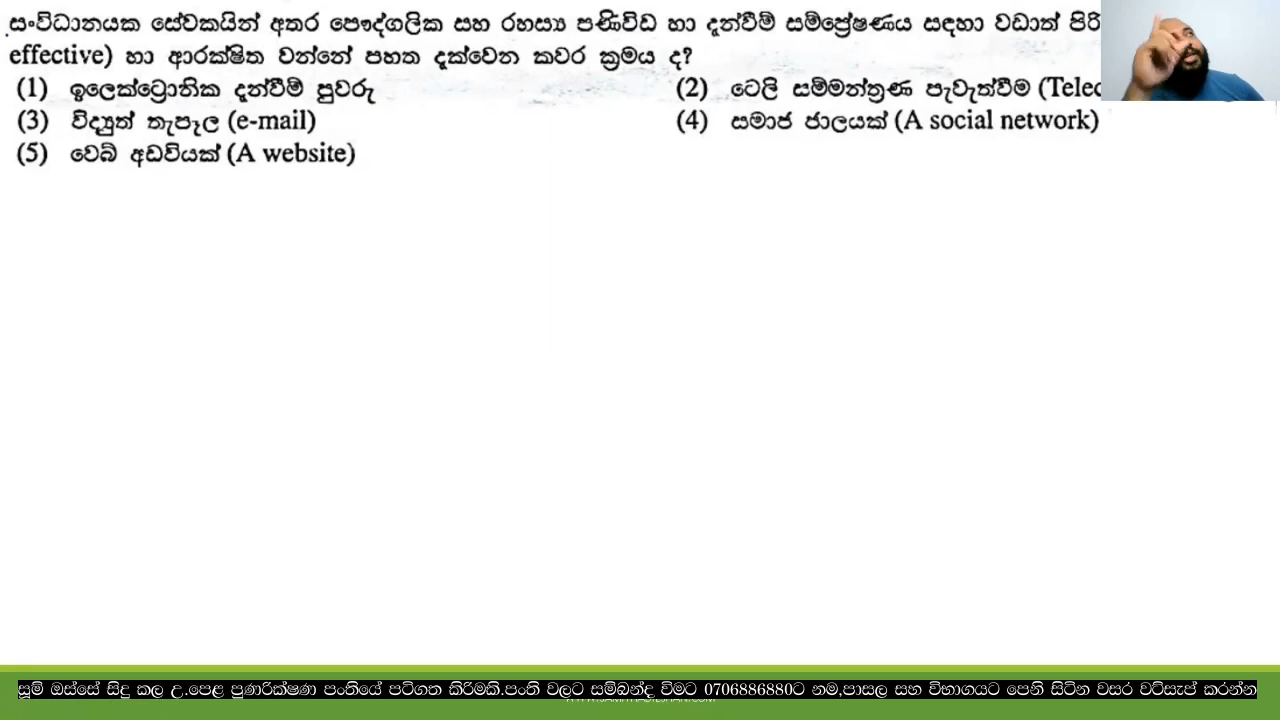 සංවිධානයක සේවකයින් අතර පෞද්ගලික සහ රහස්‍ය පණිවිඩ හා දැන්වීම් සම්ප්‍රේෂණය සඳහා වඩාත් පිරි
effective) හා ආරක්ෂිත වන්නේ පහත දැක්වෙන කවර ක්‍රමය ද?
(1) ඉලෙක්ට්‍රොනික දැන්වීම් පුවරු (2) ටෙලි සම්මන්ත්‍රණ පැවැත්වීම (Telec
(3) විද්‍යුත් තැපෑල (e-mail) (4) සමාජ ජාලයක් (A social network)
(5) වෙබ් අඩවියක් (A website)
සූම් ඔස්සේ සිදු කල උ.පෙළ පුණරික්ෂණ පංතියේ පටිගත කිරිමකි.පංති වලට සම්බන්ද විමට 0706886880ට නම,පාසල සහ විභාගයට පෙනි සිටින වසර වට්සැප් කරන්න